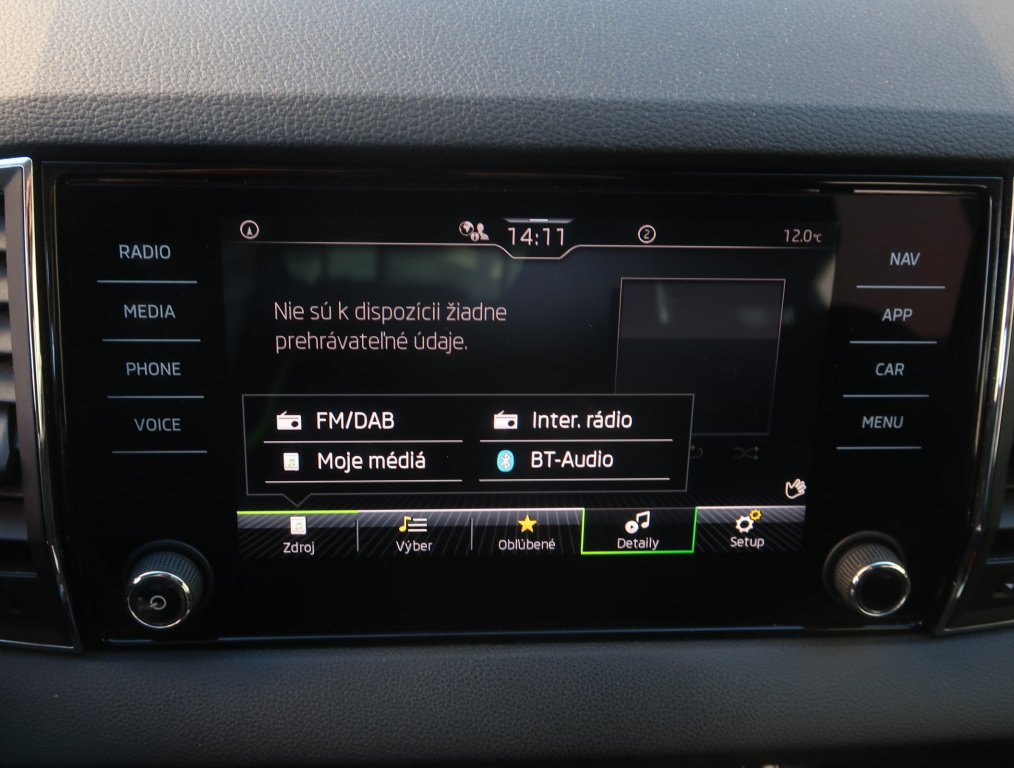 14:11
2
12.0°C
RADIO
MEDIA
PHONE
VOICE
NAV
APP
CAR
MENU
Nie sú k dispozícii žiadne
prehrávateľné údaje.
FM/DAB
Inter. rádio
Moje médiá
BT-Audio
Zdroj
Výber
Obľúbené
Detaily
Setup